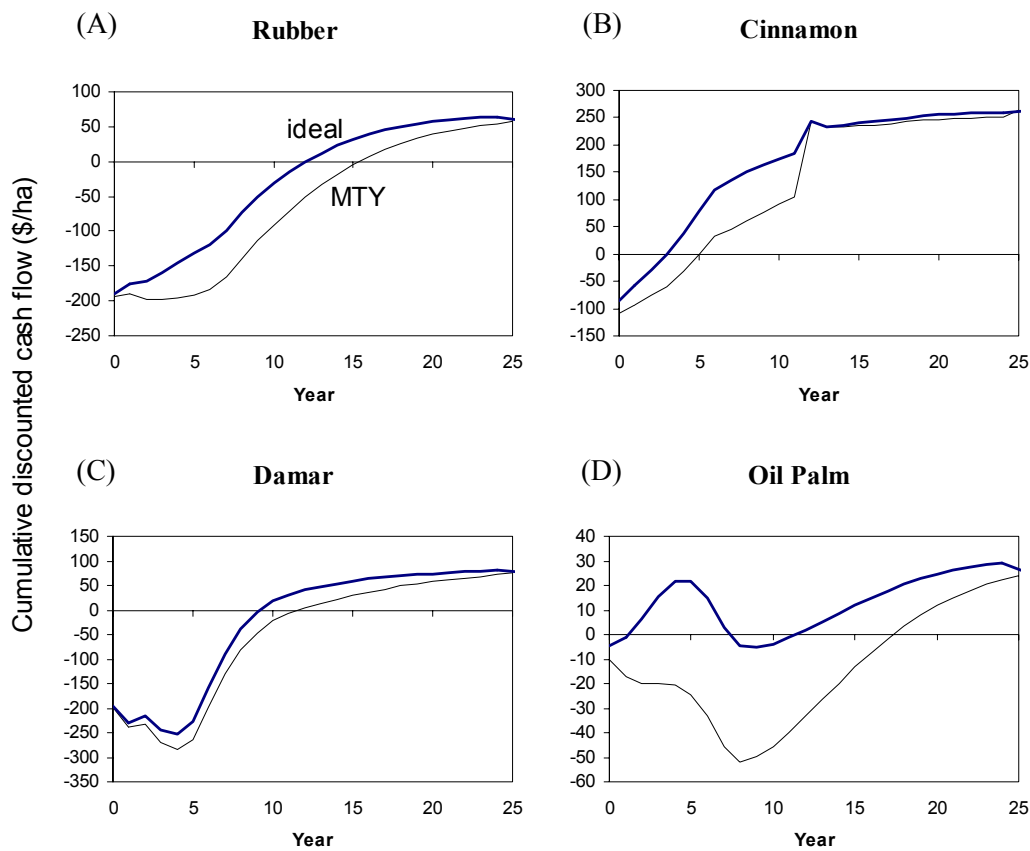 (A)
Rubber
100
50
0
-50
-100
-150
-200
-250
ideal
MTY
0 5 10 15 20 25
Year
(B)
Cinnamon
300
250
200
150
100
50
0
-50
-100
-150
0 5 10 15 20 25
Year
Cumulative discounted cash flow ($/ha)
(C)
Damar
150
100
50
0
-50
-100
-150
-200
-250
-300
-350
0 5 10 15 20 25
Year
(D)
Oil Palm
40
30
20
10
0
-10
-20
-30
-40
-50
-60
0 5 10 15 20 25
Year